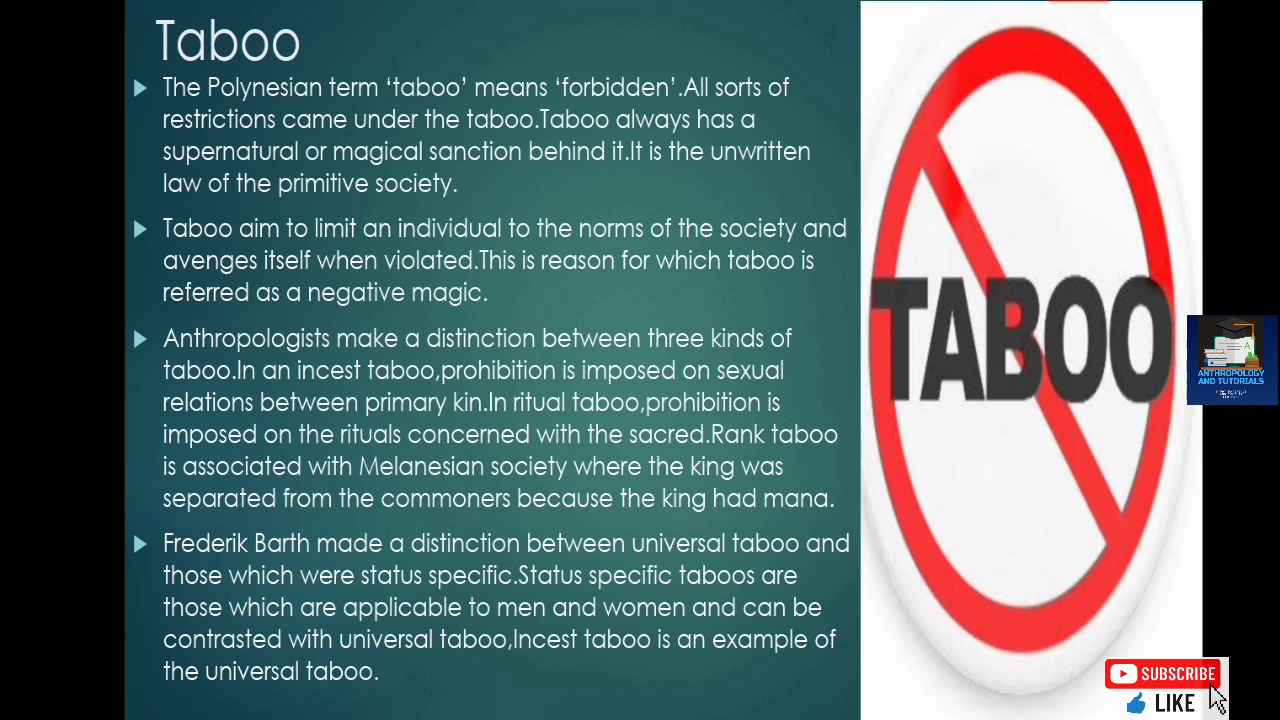 Taboo
The Polynesian term ‘taboo’ means ‘forbidden’.All sorts of
restrictions came under the taboo.Taboo always has a
supernatural or magical sanction behind it.It is the unwritten
law of the primitive society.
Taboo aim to limit an individual to the norms of the society and
avenges itself when violated.This is reason for which taboo is
referred as a negative magic.
Anthropologists make a distinction between three kinds of
taboo.In an incest taboo,prohibition is imposed on sexual
relations between primary kin.In ritual taboo,prohibition is
imposed on the rituals concerned with the sacred.Rank taboo
is associated with Melanesian society where the king was
separated from the commoners because the king had mana.
Frederik Barth made a distinction between universal taboo and
those which were status specific.Status specific taboos are
those which are applicable to men and women and can be
contrasted with universal taboo,Incest taboo is an example of
the universal taboo.
TABOO
ANTHROPOLOGY
AND TUTORIALS
SUBSCRIBE
LIKE